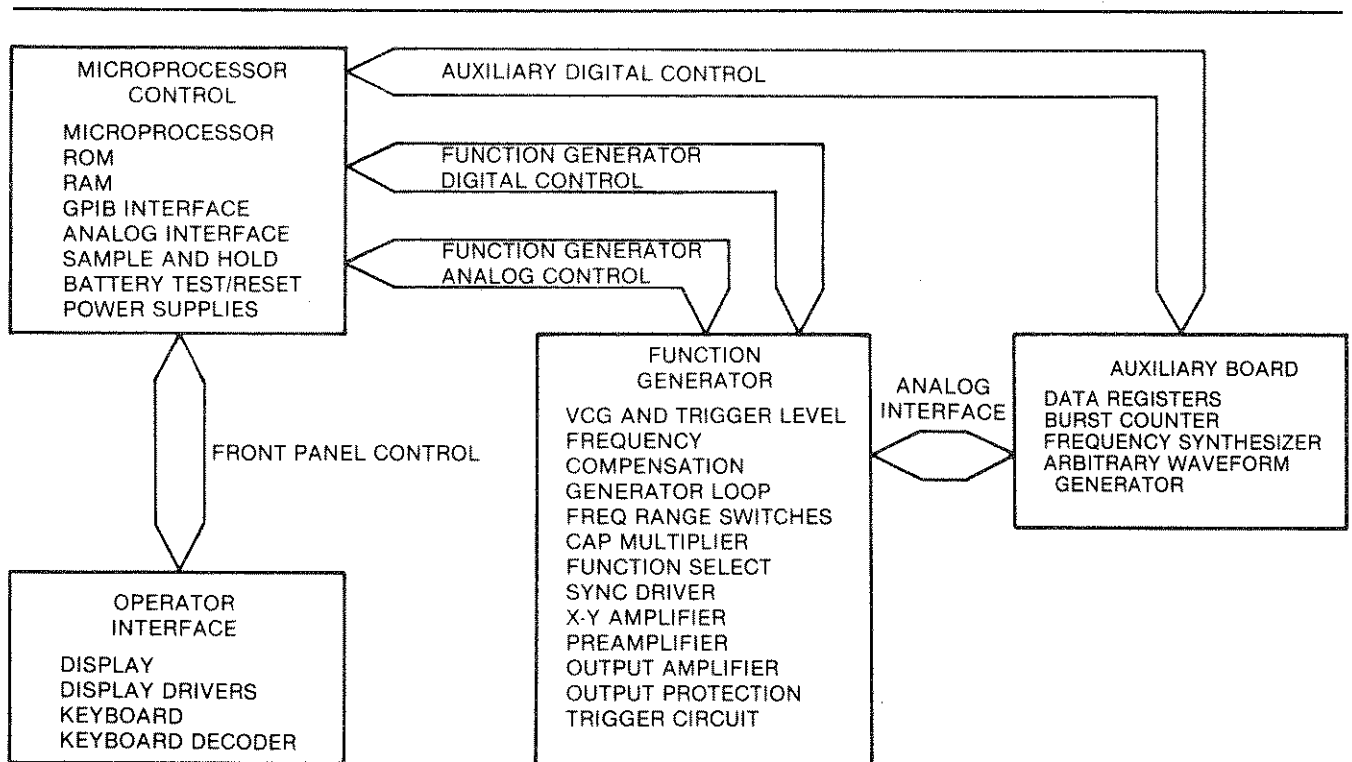 MICROPROCESSOR
CONTROL
MICROPROCESSOR
ROM
RAM
GPIB INTERFACE
ANALOG INTERFACE
SAMPLE AND HOLD
BATTERY TEST/RESET
POWER SUPPLIES
AUXILIARY DIGITAL CONTROL
FUNCTION GENERATOR
DIGITAL CONTROL
FUNCTION GENERATOR
ANALOG CONTROL
FRONT PANEL CONTROL
OPERATOR
INTERFACE
DISPLAY
DISPLAY DRIVERS
KEYBOARD
KEYBOARD DECODER
FUNCTION
GENERATOR
VCG AND TRIGGER LEVEL
FREQUENCY
COMPENSATION
GENERATOR LOOP
FREQ RANGE SWITCHES
CAP MULTIPLIER
FUNCTION SELECT
SYNC DRIVER
X-Y AMPLIFIER
PREAMPLIFIER
OUTPUT AMPLIFIER
OUTPUT PROTECTION
TRIGGER CIRCUIT
ANALOG
INTERFACE
AUXILIARY BOARD
DATA REGISTERS
BURST COUNTER
FREQUENCY SYNTHESIZER
ARBITRARY WAVEFORM
GENERATOR